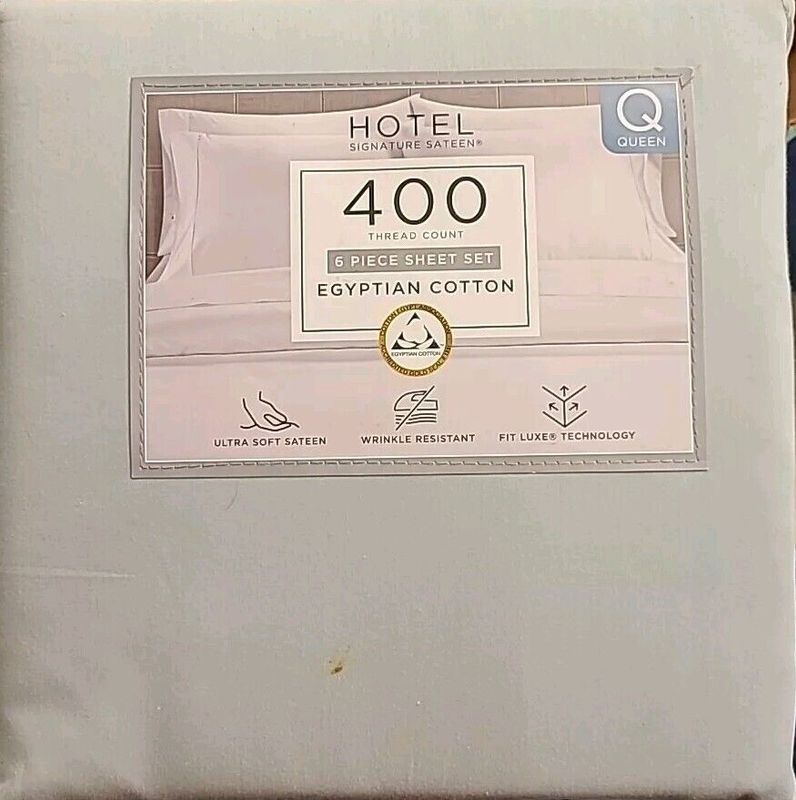 HOTEL
SIGNATURE SATEEN®
Q
QUEEN
400
THREAD COUNT
6 PIECE SHEET SET
EGYPTIAN COTTON
EGYPTIAN COTTON
ULTRA SOFT SATEEN
WRINKLE RESISTANT
FIT LUXE® TECHNOLOGY